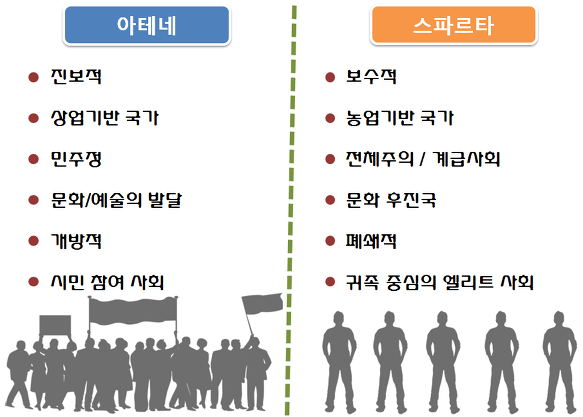 아테네
진보적
상업기반 국가
민주정
문화/예술의 발달
개방적
시민 참여 사회
스파르타
보수적
농업기반 국가
전체주의 / 계급사회
문화 후진국
폐쇄적
귀족 중심의 엘리트 사회